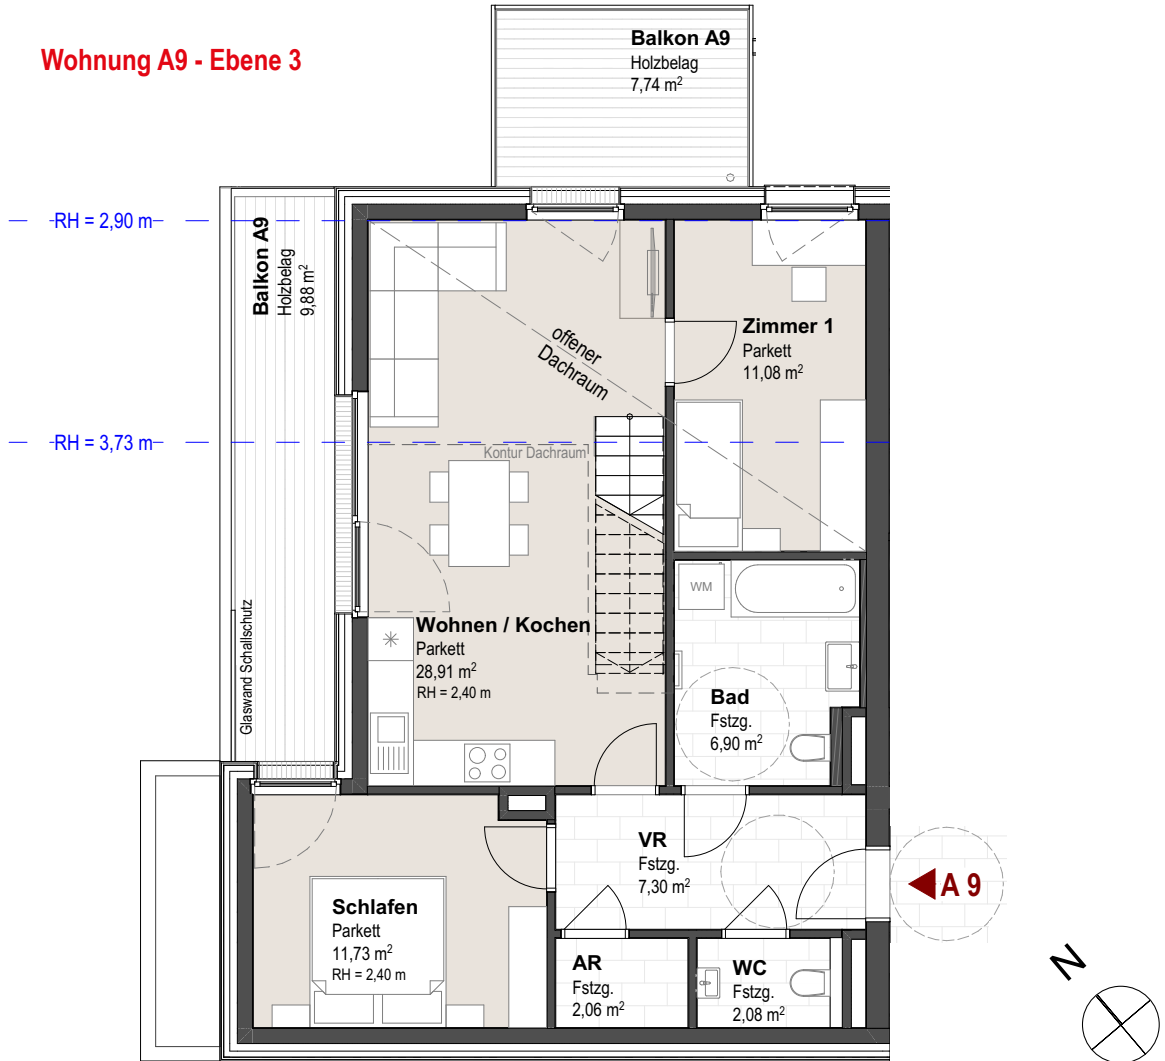 Wohnung A9 - Ebene 3
Balkon A9
Holzbelag
7,74 m²
RH = 2,90 m
Balkon A9
Holzbelag
9,88 m²
Zimmer 1
Parkett
11,08 m²
offener
Dachraum
RH = 3,73 m
Kontur Dachraum
WM
Wohnen / Kochen
Parkett
28,91 m²
RH = 2,40 m
Glaswand Schallschutz
Bad
Fstzg.
6,90 m²
VR
Fstzg.
7,30 m²
A 9
Schlafen
Parkett
11,73 m²
RH = 2,40 m
AR
Fstzg.
2,06 m²
WC
Fstzg.
2,08 m²
N